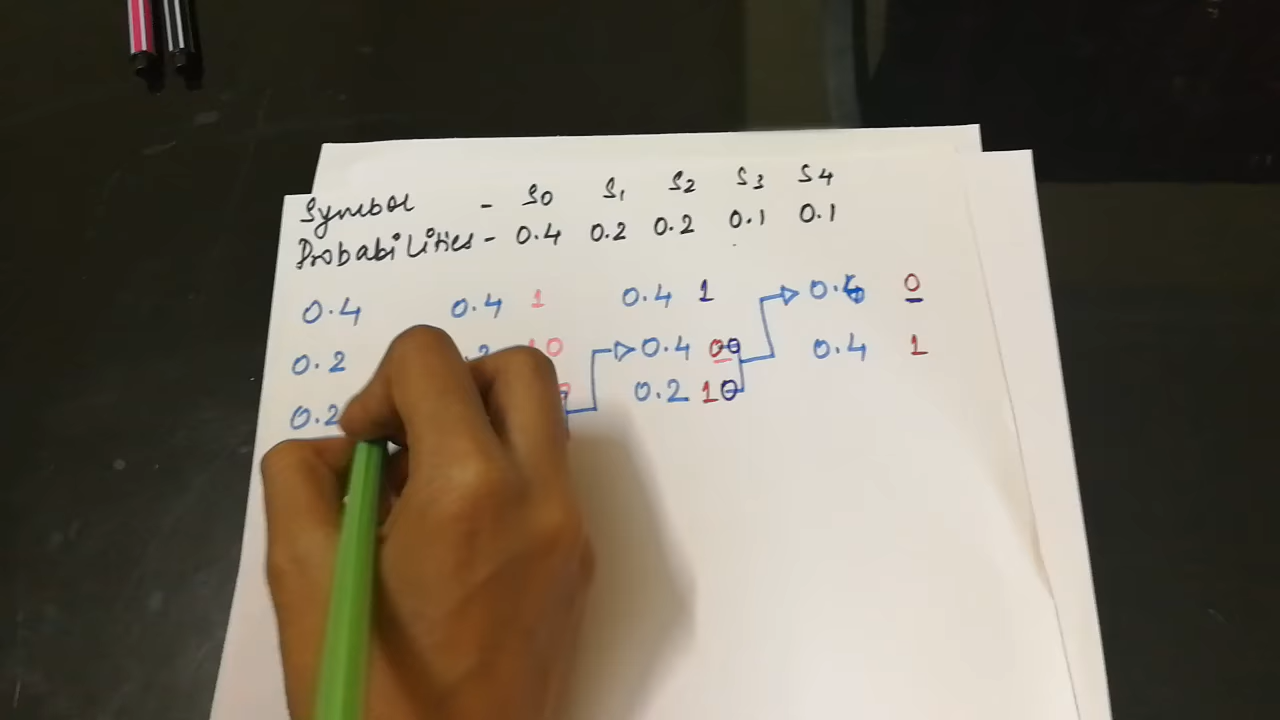 Symbol - S0 S1 S2 S3 S4
Probabilities - 0.4 0.2 0.2 0.1 0.1
0.4 0.4 1 0.4 1 0.6 0
0.2 10 0.4 00 0.4 1
0.2 0.2 10